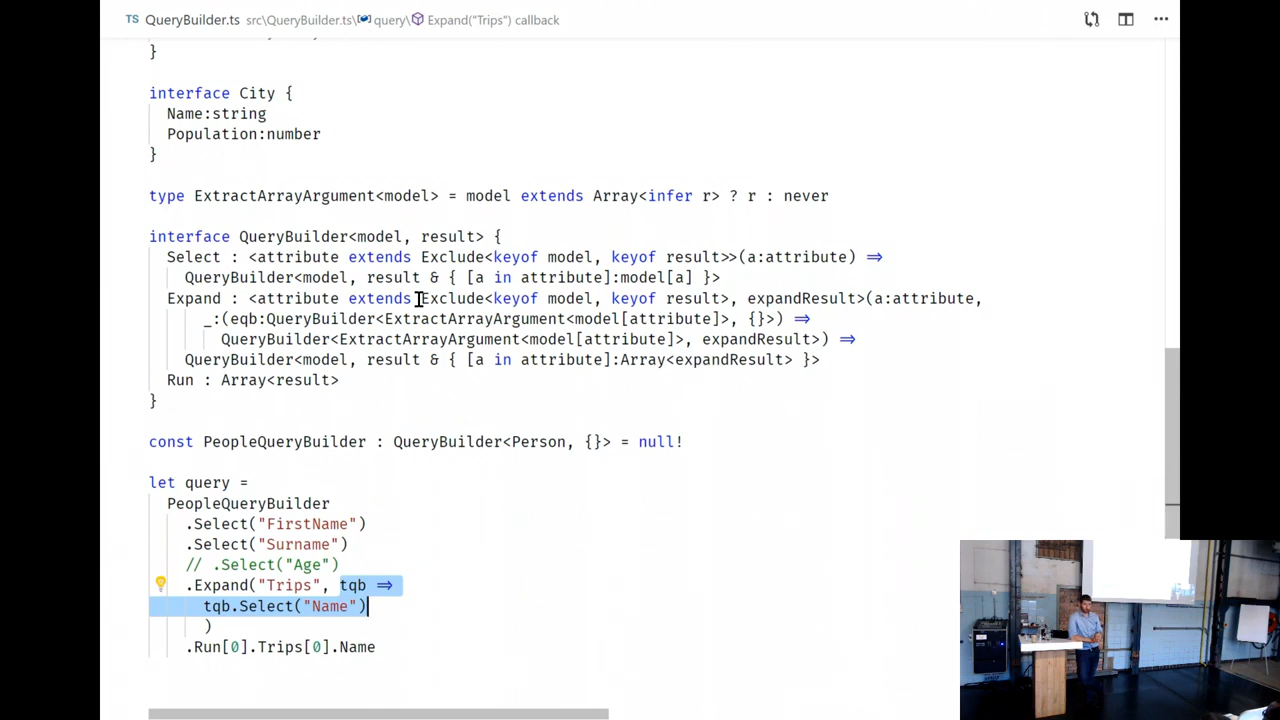 TS QueryBuilder.ts src\QueryBuilder.ts\ query\ Expand("Trips") callback
}
interface City {
Name:string
Population:number
}
type ExtractArrayArgument<model> = model extends Array<infer r> ? r : never
interface QueryBuilder<model, result> {
Select : <attribute extends Exclude<keyof model, keyof result>>(a:attribute) =>
QueryBuilder<model, result & { [a in attribute]:model[a] }>
Expand : <attribute extends Exclude<keyof model, keyof result>, expandResult>(a:attribute,
_:(eqb:QueryBuilder<ExtractArrayArgument<model[attribute]>, {}>) =>
QueryBuilder<ExtractArrayArgument<model[attribute]>, expandResult>) =>
QueryBuilder<model, result & { [a in attribute]:Array<expandResult> }>
Run : Array<result>
}
const PeopleQueryBuilder : QueryBuilder<Person, {}> = null!
let query =
PeopleQueryBuilder
.Select("FirstName")
.Select("Surname")
// .Select("Age")
.Expand("Trips", tqb =>
tqb.Select("Name")
)
.Run[0].Trips[0].Name